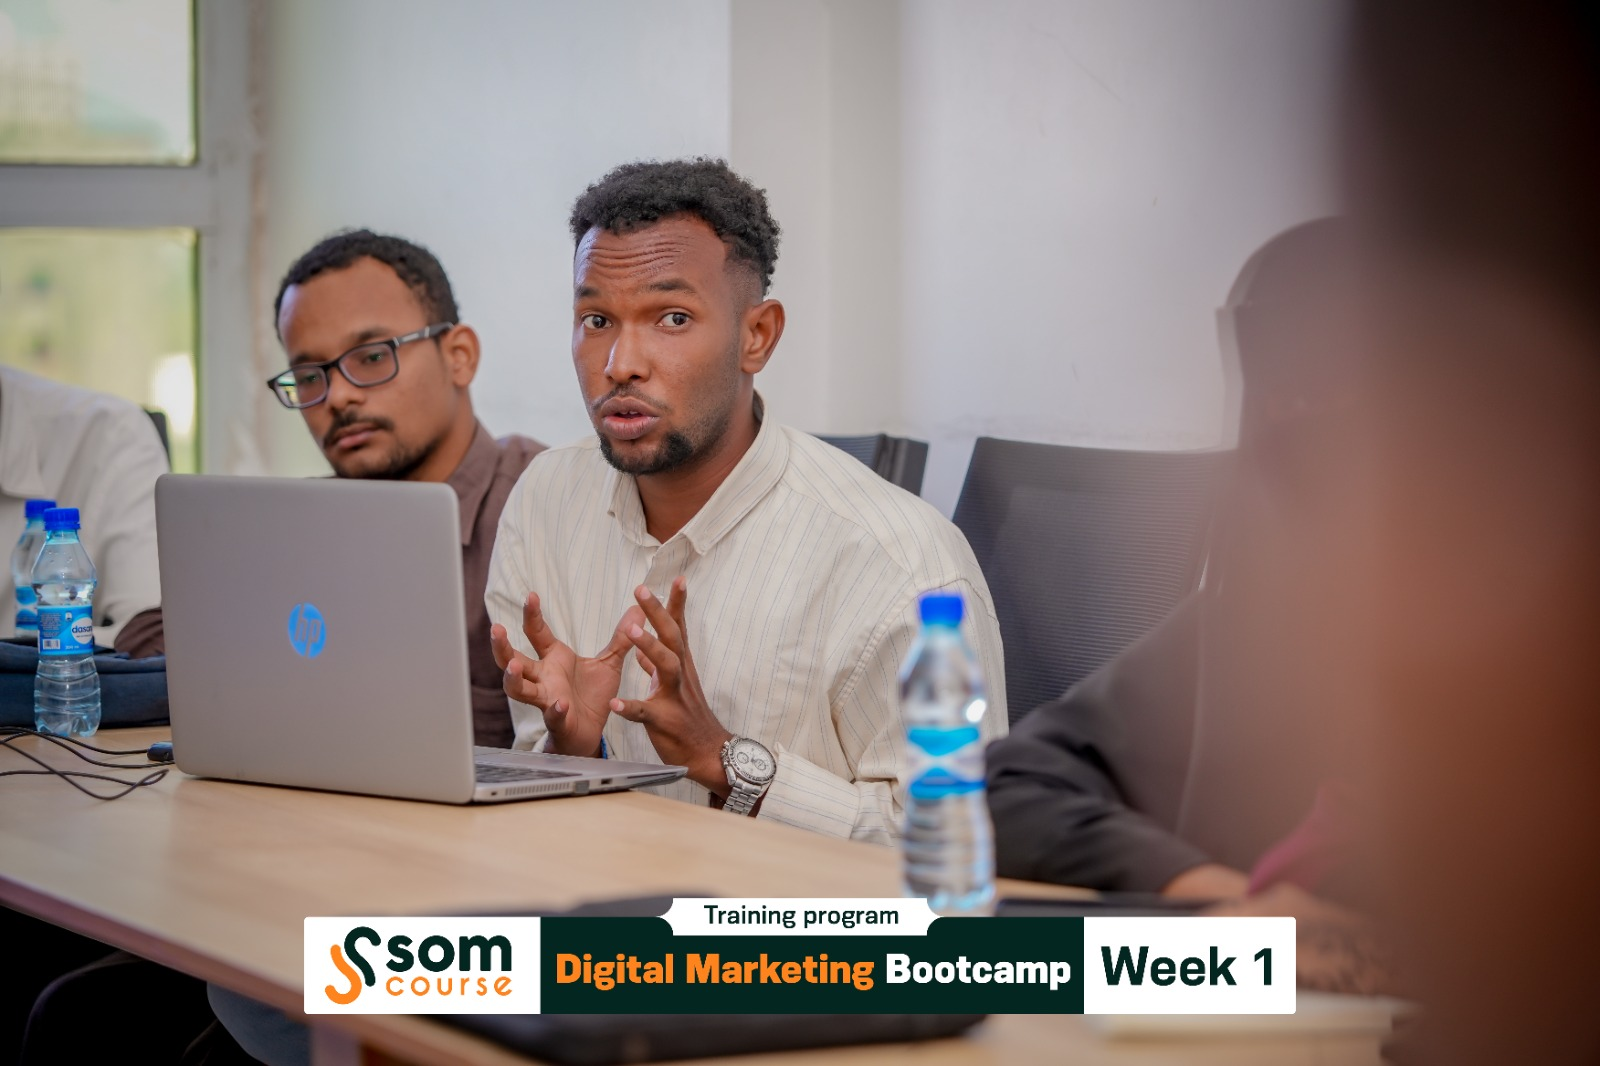 hp
dasani
Training program
som
course
Digital Marketing Bootcamp
Week 1